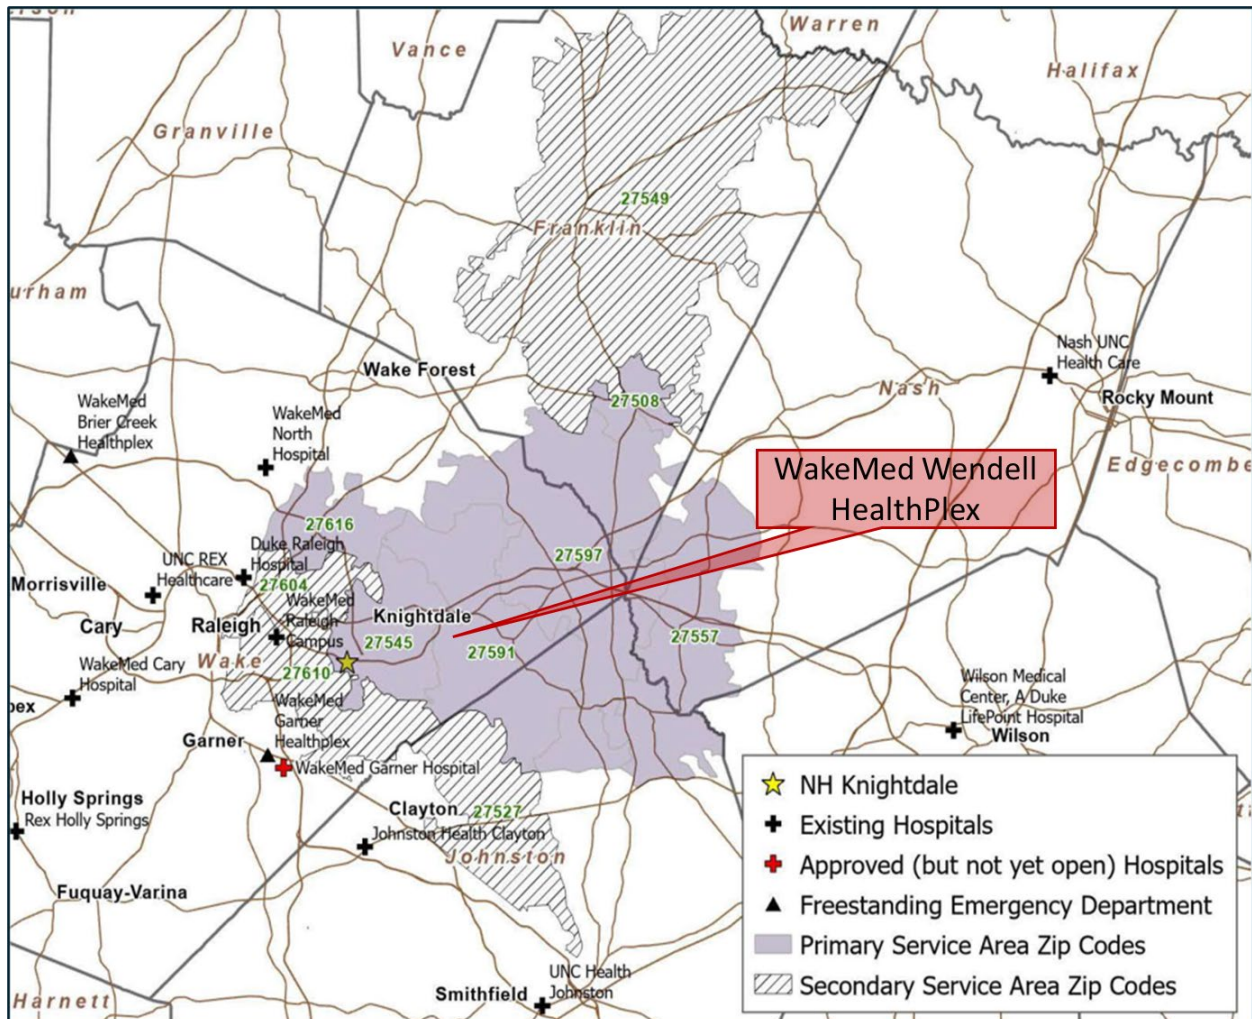 Warren
Vance
Halifax
Granville
27549
Franklin
urham
Nash UNC
Health Care
Wake Forest
Nash
27508
Rocky Mount
WakeMed
Brier Creek
Healthplex
WakeMed
North
Hospital
WakeMed Wendell
HealthPlex
Edgecombe
27616
Duke Raleigh
Hospital
UNC REX
Healthcare
27597
Morrisville
27604
WakeMed
Raleigh
Campus
Knightdale
Cary
Raleigh
27545
27557
27591
Wake
WakeMed Cary
Hospital
27610
Wilson Medical
Center, A Duke
LifePoint Hospital
Wilson
pex
WakeMed
Garner
Healthplex
Garner
WakeMed Garner Hospital
Holly Springs
Rex Holly Springs
Clayton
27527
Johnston Health Clayton
Johnston
Fuquay-Varina
UNC Health
Johnston
Smithfield
Harnett
NH Knightdale
Existing Hospitals
Approved (but not yet open) Hospitals
Freestanding Emergency Department
Primary Service Area Zip Codes
Secondary Service Area Zip Codes